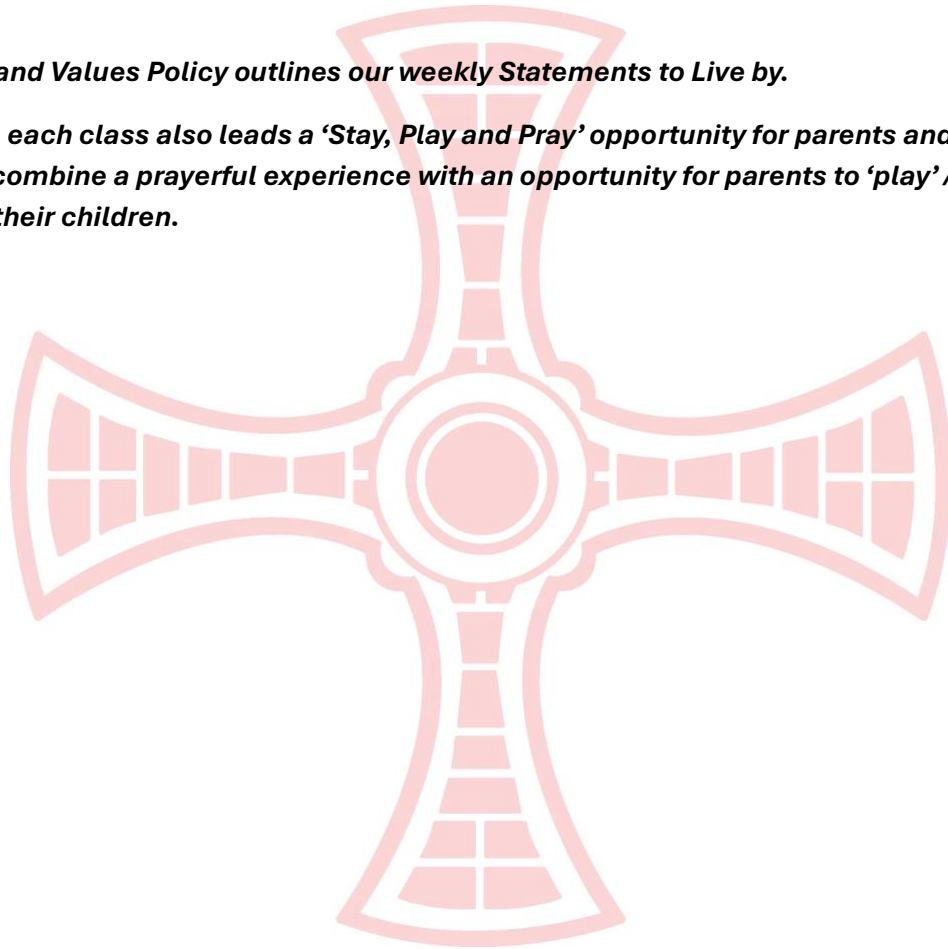 and Values Policy outlines our weekly Statements to Live by.
, each class also leads a ‘Stay, Play and Pray’ opportunity for parents and
combine a prayerful experience with an opportunity for parents to ‘play’
their children.